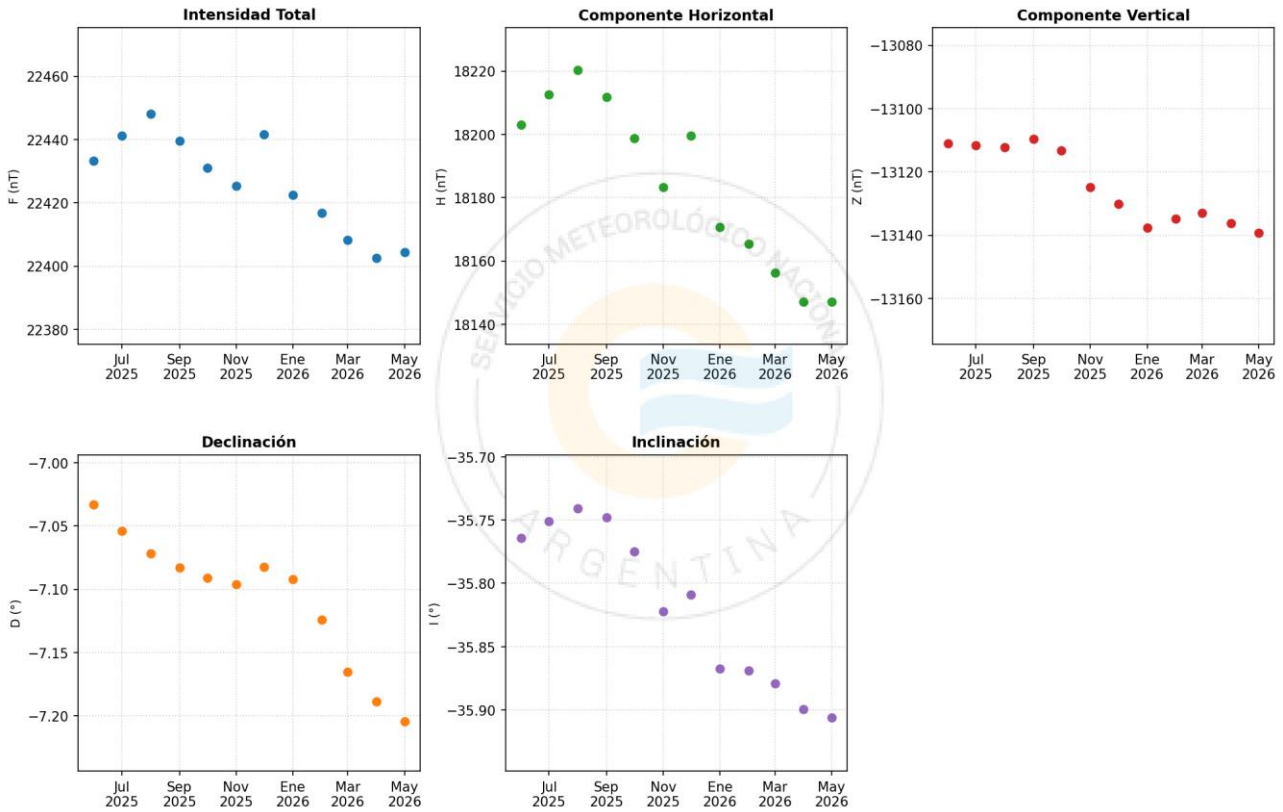 Intensidad Total
F (nT)
22460
22440
22420
22400
22380
Jul 2025
Sep 2025
Nov 2025
Ene 2026
Mar 2026
May 2026
Componente Horizontal
H (nT)
18220
18200
18180
18160
18140
Jul 2025
Sep 2025
Nov 2025
Ene 2026
Mar 2026
May 2026
Componente Vertical
Z (nT)
−13080
−13100
−13120
−13140
−13160
Jul 2025
Sep 2025
Nov 2025
Ene 2026
Mar 2026
May 2026
Declinación
D (°)
−7.00
−7.05
−7.10
−7.15
−7.20
Jul 2025
Sep 2025
Nov 2025
Ene 2026
Mar 2026
May 2026
Inclinación
I (°)
−35.70
−35.75
−35.80
−35.85
−35.90
Jul 2025
Sep 2025
Nov 2025
Ene 2026
Mar 2026
May 2026
SERVICIO METEOROLÓGICO NACIONAL
ARGENTINA